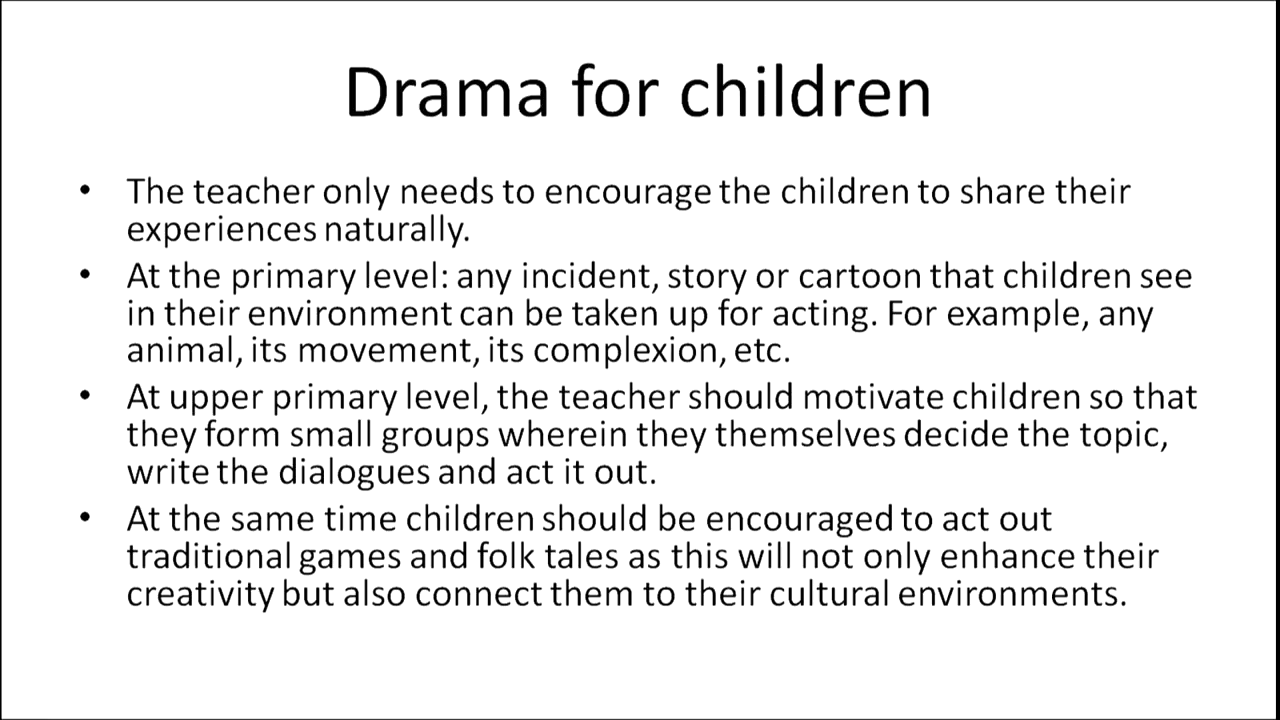 Drama for children
• The teacher only needs to encourage the children to share their
experiences naturally.
• At the primary level: any incident, story or cartoon that children see
in their environment can be taken up for acting. For example, any
animal, its movement, its complexion, etc.
• At upper primary level, the teacher should motivate children so that
they form small groups wherein they themselves decide the topic,
write the dialogues and act it out.
• At the same time children should be encouraged to act out
traditional games and folk tales as this will not only enhance their
creativity but also connect them to their cultural environments.